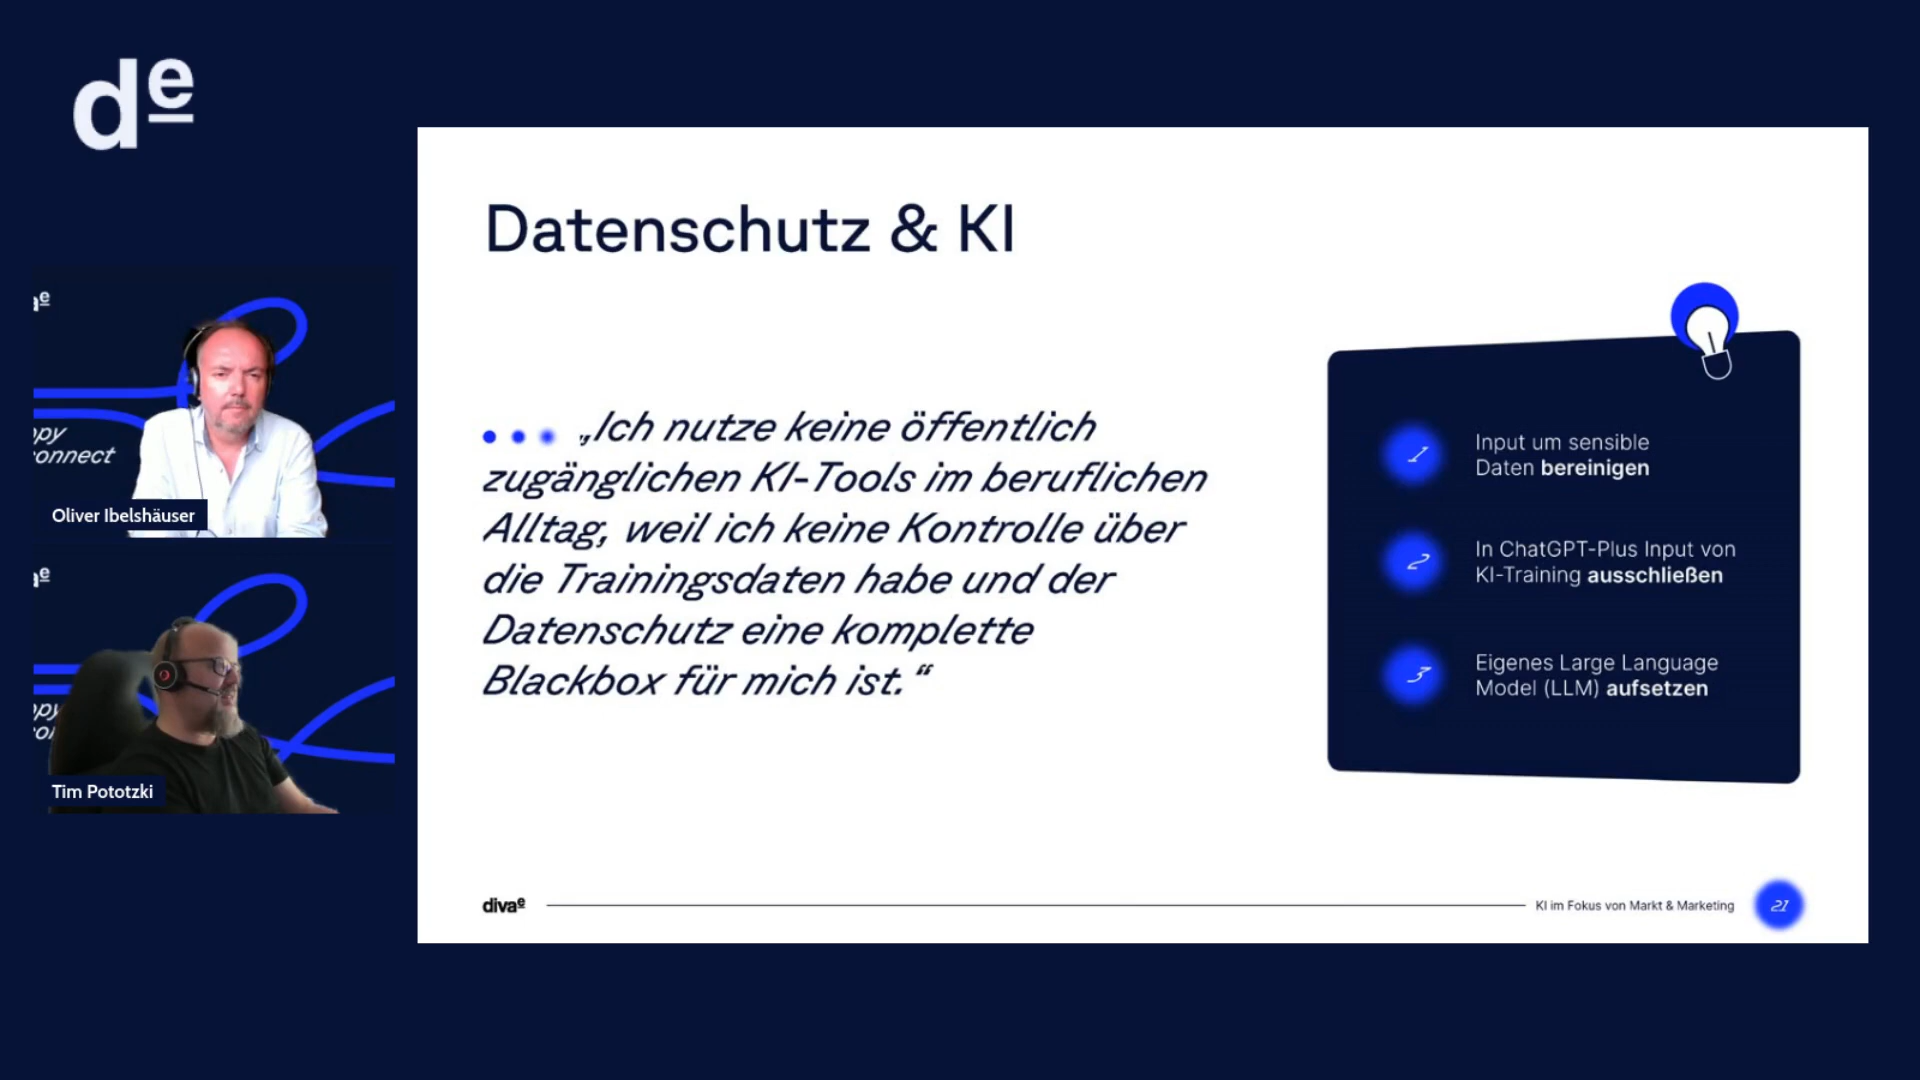 de
Datenschutz & KI
„Ich nutze keine öffentlich
zugänglichen KI-Tools im beruflichen
Alltag, weil ich keine Kontrolle über
die Trainingsdaten habe und der
Datenschutz eine komplette
Blackbox für mich ist.“
1
Input um sensible
Daten bereinigen
2
In ChatGPT-Plus Input von
KI-Training ausschließen
3
Eigenes Large Language
Model (LLM) aufsetzen
divae
KI im Fokus von Markt & Marketing
21
Oliver Ibelshäuser
Tim Pototzki